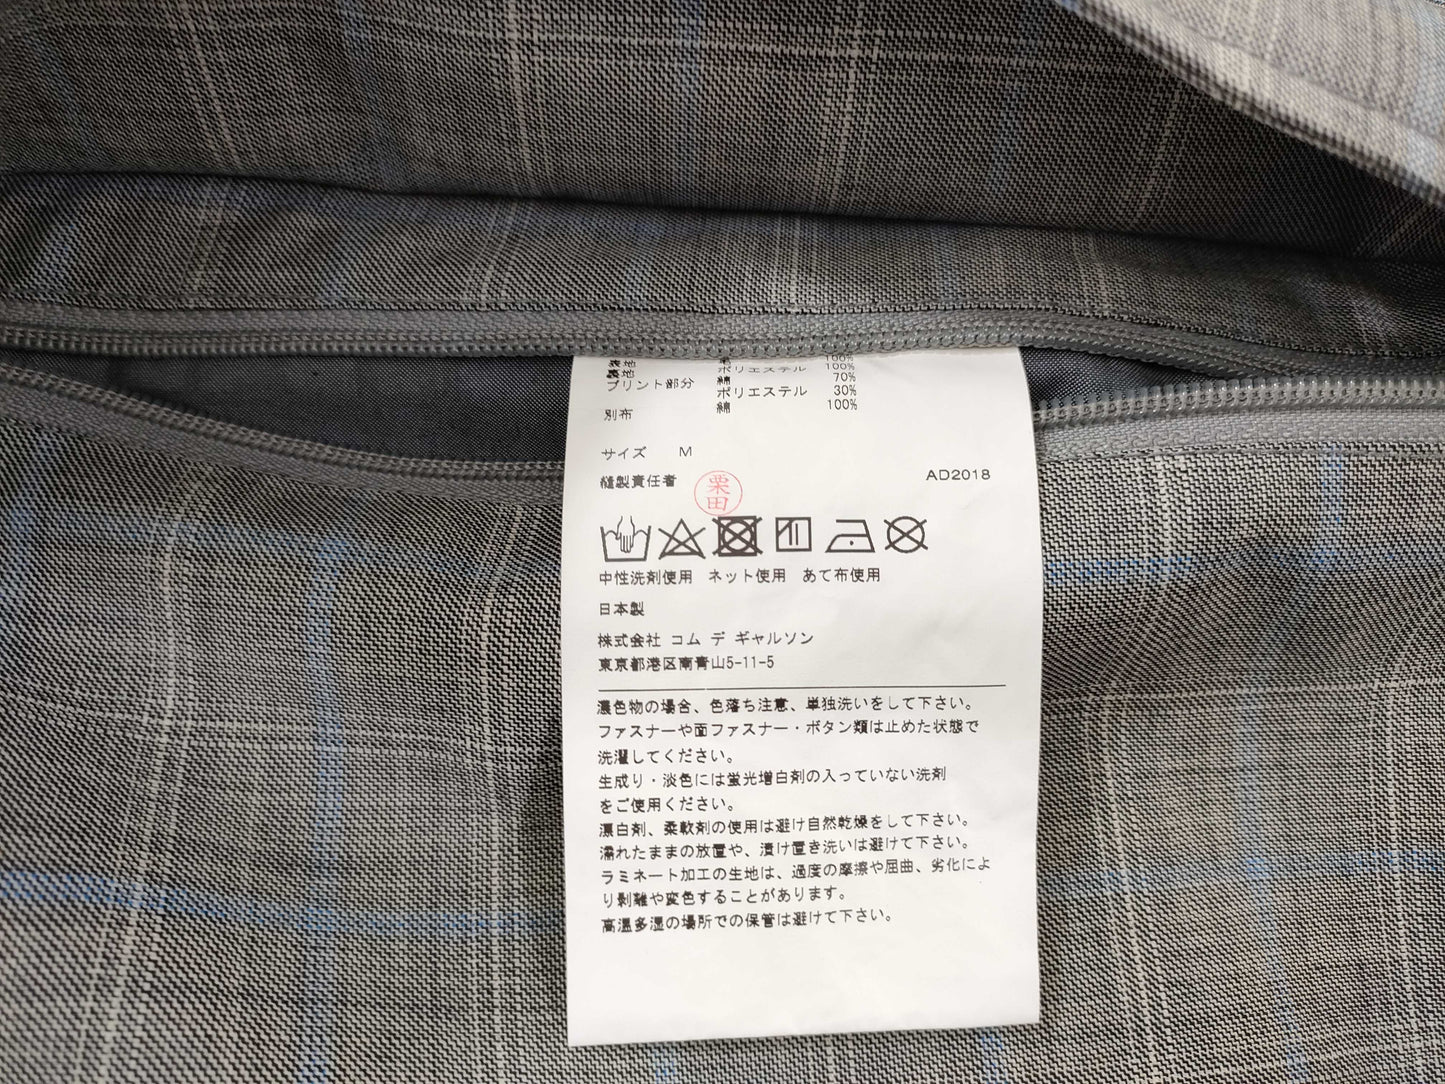 表地 毛 100%
裏地 ポリエステル 100%
プリント部分 綿 70%
ポリエステル 30%
別布 綿 100%
サイズ M
縫製責任者 栗田 AD2018
中性洗剤使用 ネット使用 あて布使用
日本製
株式会社 コム デ ギャルソン
東京都港区南青山5-11-5
濃色物の場合、色落ち注意、単独洗いをして下さい。
ファスナーや面ファスナー・ボタン類は止めた状態で
洗濯してください。
生成り・淡色には蛍光増白剤の入っていない洗剤
をご使用ください。
漂白剤、柔軟剤の使用は避け自然乾燥をして下さい。
濡れたままの放置や、漬け置き洗いは避けて下さい。
ラミネート加工の生地は、過度の摩擦や屈曲、劣化によ
り剥離や変色することがあります。
高温多湿の場所での保管は避けて下さい。